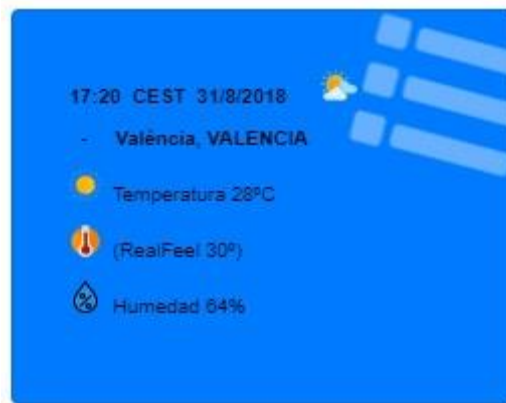 17:20 CEST 31/8/2018
- València, VALENCIA
Temperatura 28ºC
(RealFeel 30º)
%
Humedad 64%